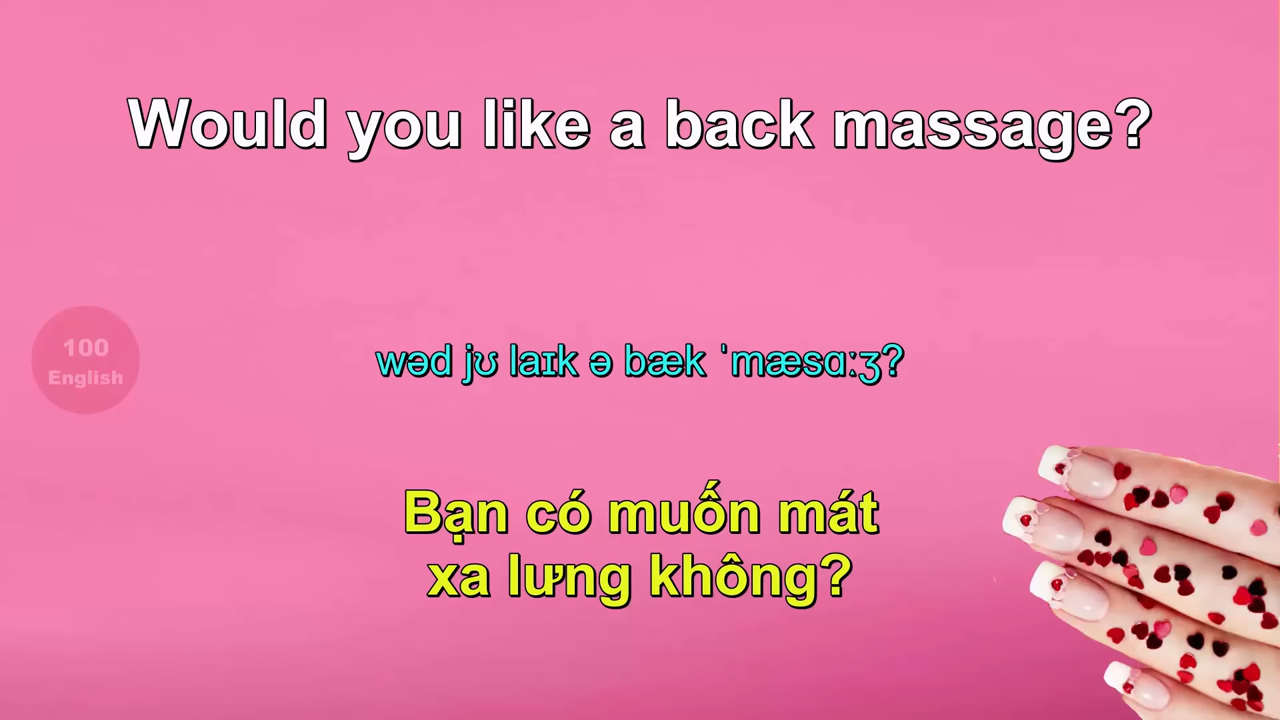 Would you like a back massage?
100
English
wəd jʊ laɪk ə bæk ˈmæsɑːʒ?
Bạn có muốn mát
xa lưng không?